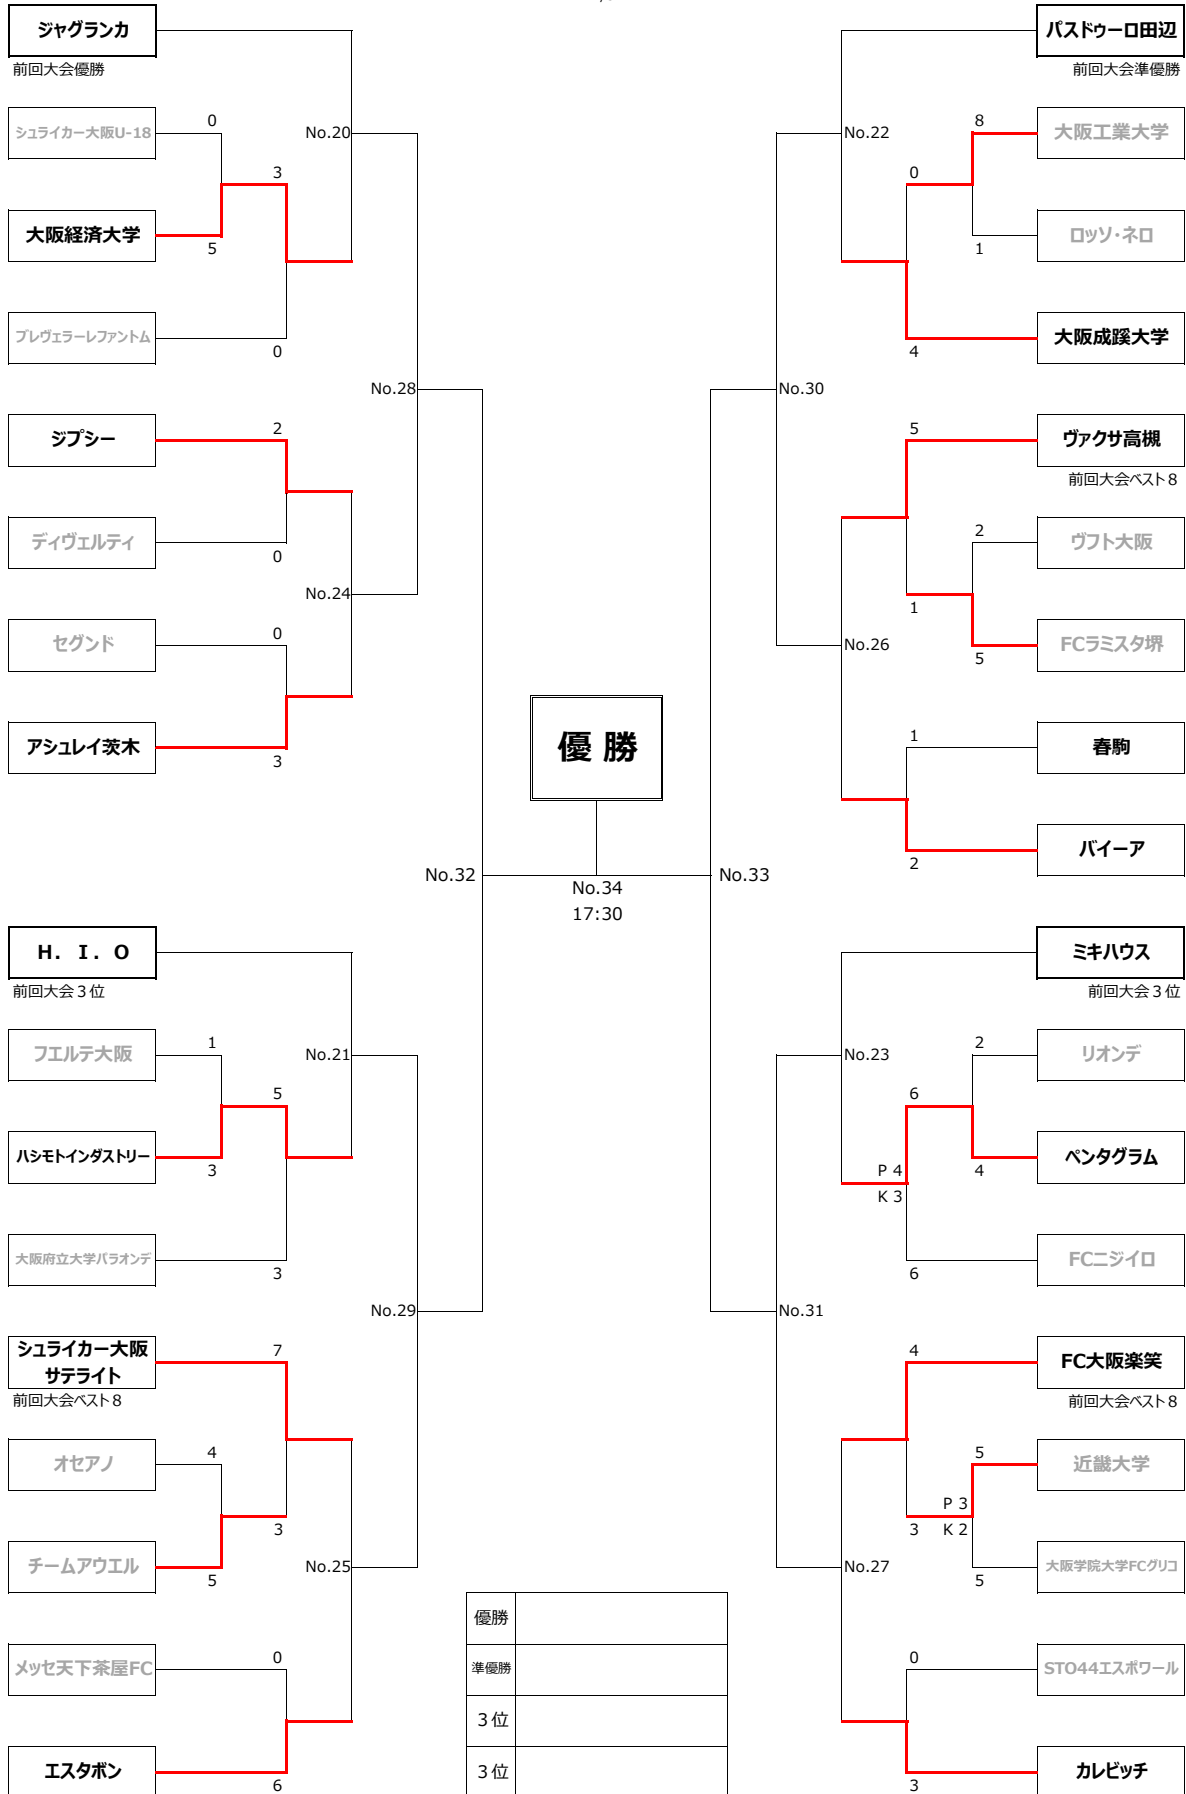 ジャグランカ
前回大会優勝
シュライカー大阪U-18
0
No.20
3
大阪経済大学
5
プレヴェラーレファントム
0
No.28
ジプシー
2
ディヴェルティ
0
No.24
セグンド
0
アシュレイ茨木
3
No.32
H．I．O
前回大会３位
フエルテ大阪
1
No.21
5
ハシモトインダストリー
3
大阪府立大学パラオンデ
3
No.29
シュライカー大阪
サテライト
7
前回大会ベスト８
オセアノ
4
3
チームアウエル
5
No.25
メッセ天下茶屋FC
0
エスタボン
6
優 勝
No.34
17:30
優勝
準優勝
３位
３位
パスドゥーロ田辺
前回大会準優勝
No.22
8
大阪工業大学
0
1
ロッソ・ネロ
4
大阪成蹊大学
No.30
5
ヴァクサ高槻
前回大会ベスト８
2
ヴフト大阪
1
No.26
5
FCラミスタ堺
1
春駒
2
バイーア
No.33
ミキハウス
前回大会３位
No.23
2
リオンデ
6
P 4
K 3
4
ペンタグラム
6
FCニジイロ
No.31
4
FC大阪楽笑
前回大会ベスト８
5
近畿大学
P 3
3 K 2
No.27
5
大阪学院大学FCグリコ
0
STO44エスポワール
3
カレビッチ